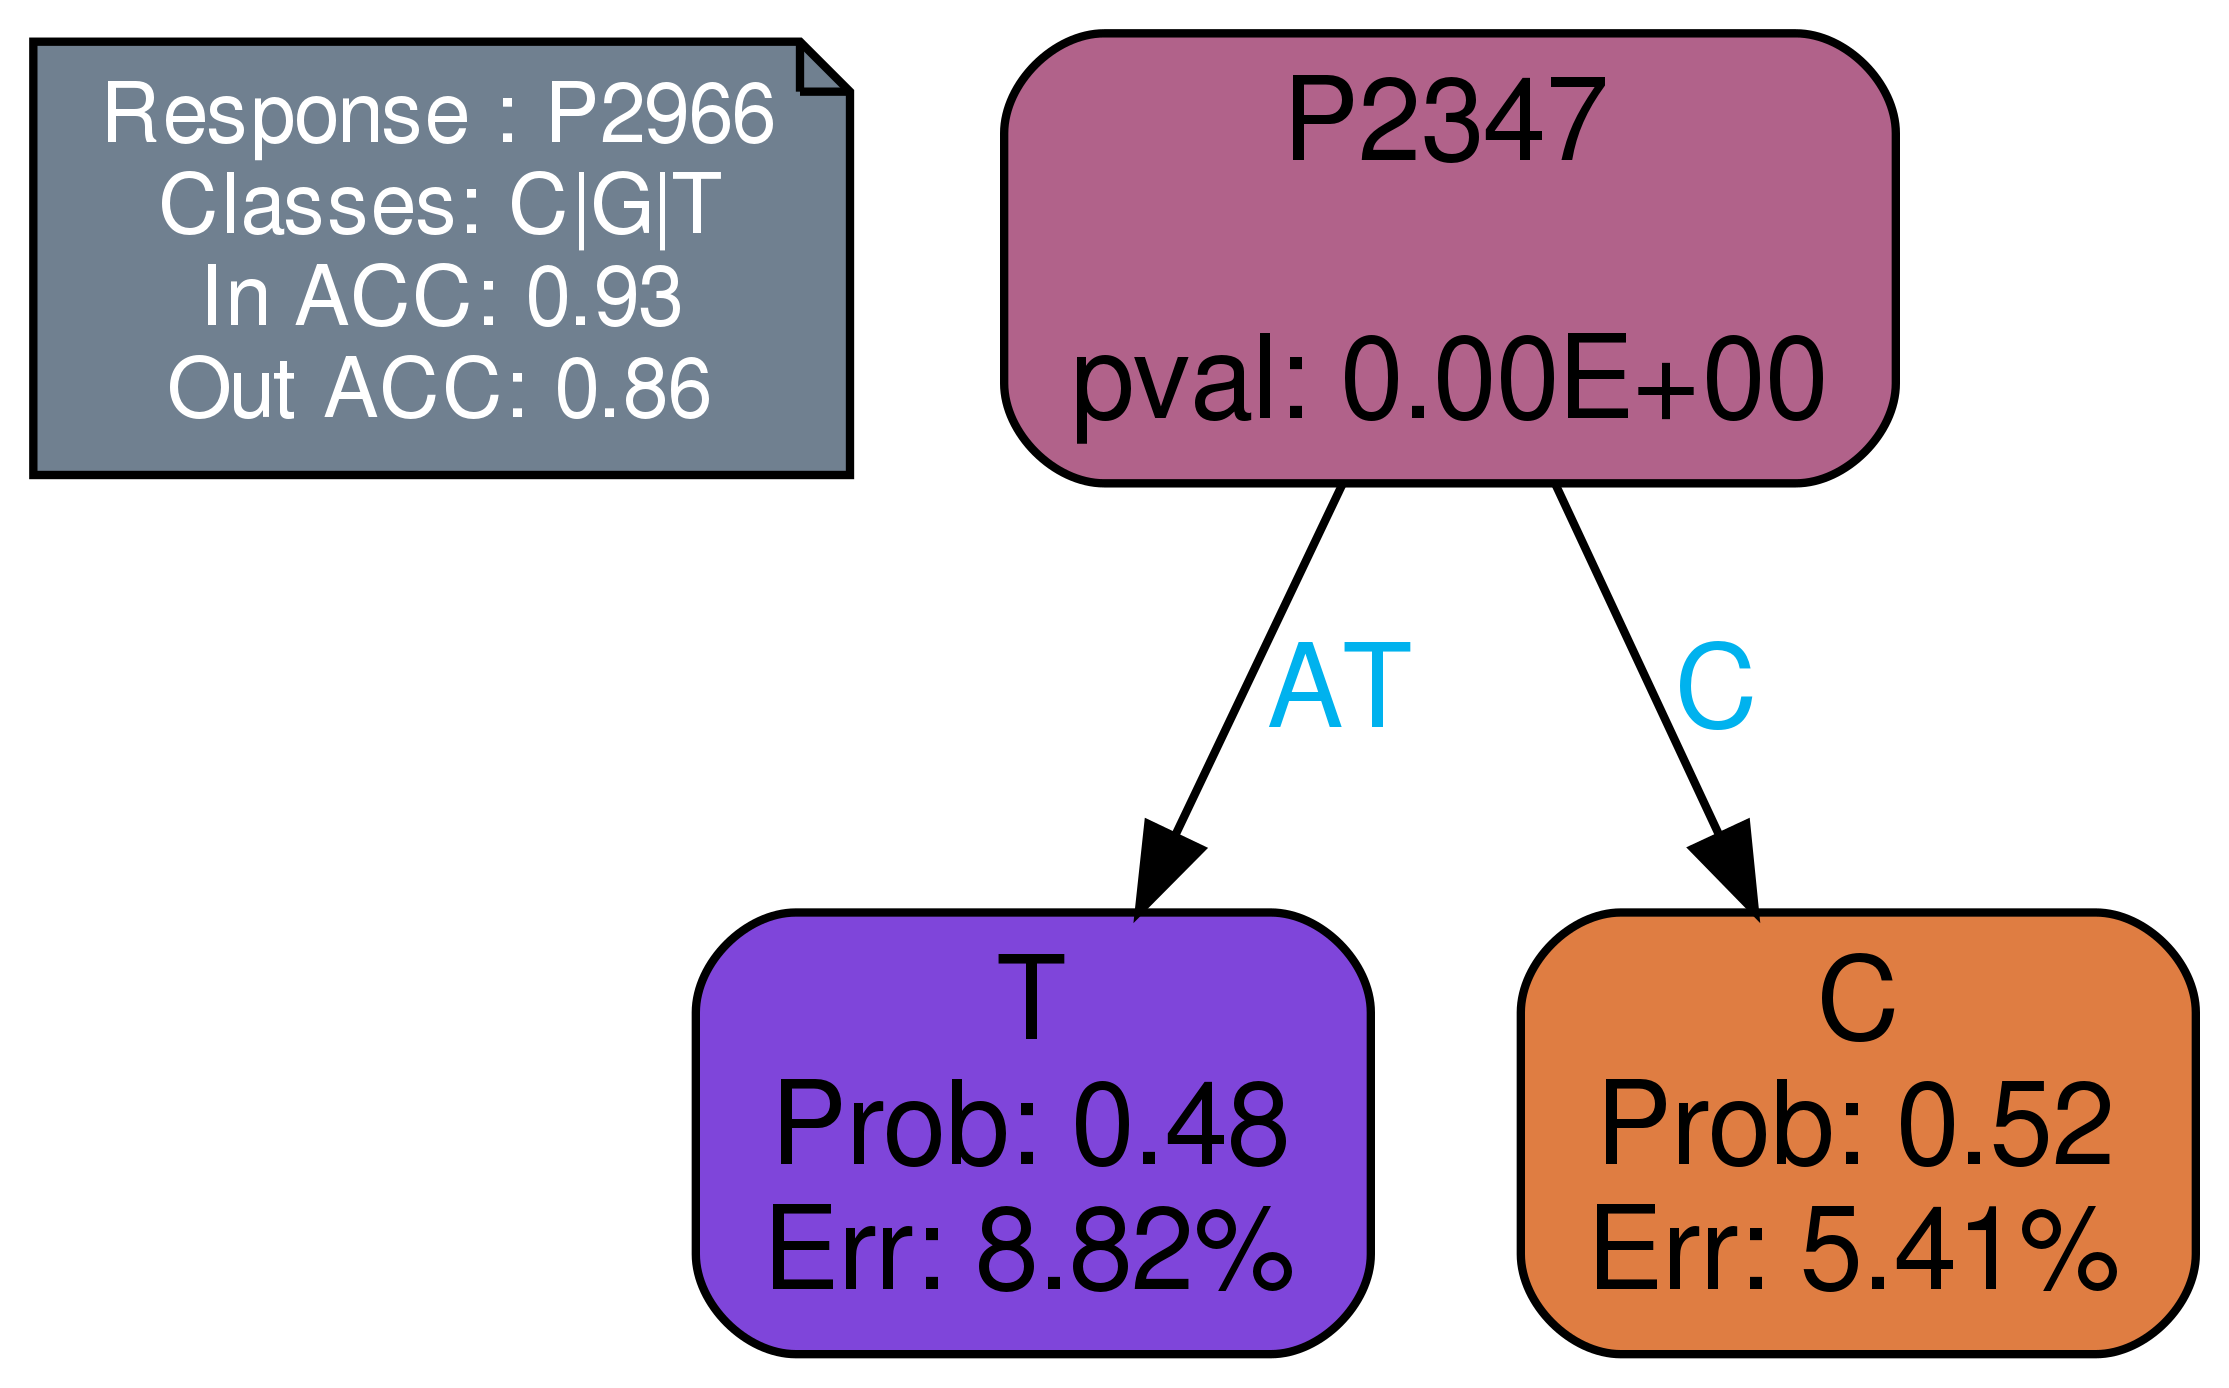 Response : P2966
Classes: C|G|T
In ACC: 0.93
Out ACC: 0.86
P2347
pval: 0.00E+00
AT
C
T
Prob: 0.48
Err: 8.82%
C
Prob: 0.52
Err: 5.41%